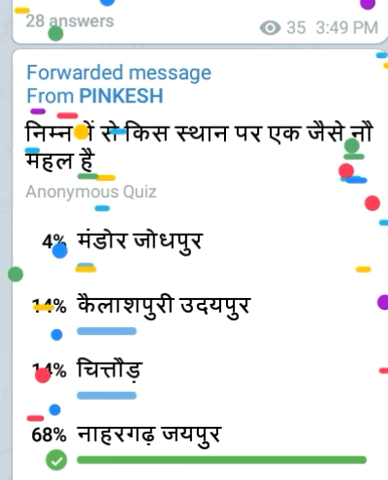 28 answers
35 3:49 PM
Forwarded message
From PINKESH
निम्न में से किस स्थान पर एक जैसे नौ
महल है
Anonymous Quiz
4% मंडोर जोधपुर
14% कैलाशपुरी उदयपुर
14% चित्तौड़
68% नाहरगढ़ जयपुर